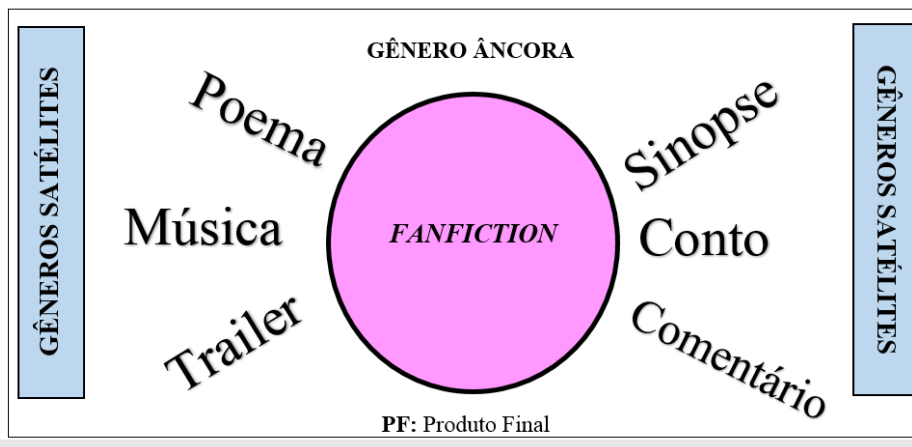 GÊNERO ÂNCORA
GÊNEROS SATÉLITES
Poema
Música
Trailer
FANFICTION
Sinopse
Conto
Comentário
GÊNEROS SATÉLITES
PF: Produto Final